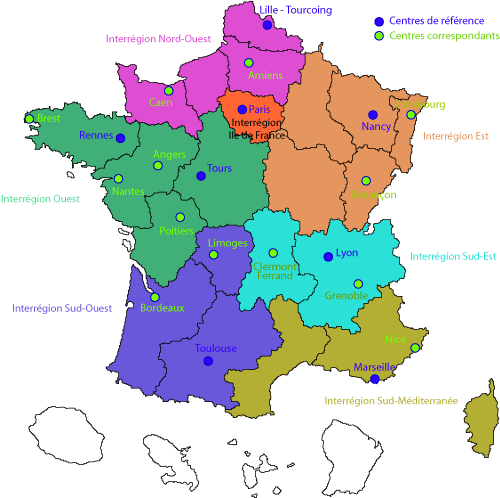 Lille - Tourcoing
Centres de référence
Centres correspondants
Interrégion Nord-Ouest
Amiens
Caen
Paris
Interrégion
Ile de France
Brest
Rennes
Nancy
Interrégion Est
Angers
Tours
Nantes
Interrégion Ouest
Poitiers
Limoges
Lyon
Interrégion Sud-Est
Clermont
Ferrand
Grenoble
Interrégion Sud-Ouest
Bordeaux
Toulouse
Nice
Marseille
Interrégion Sud-Méditerranée